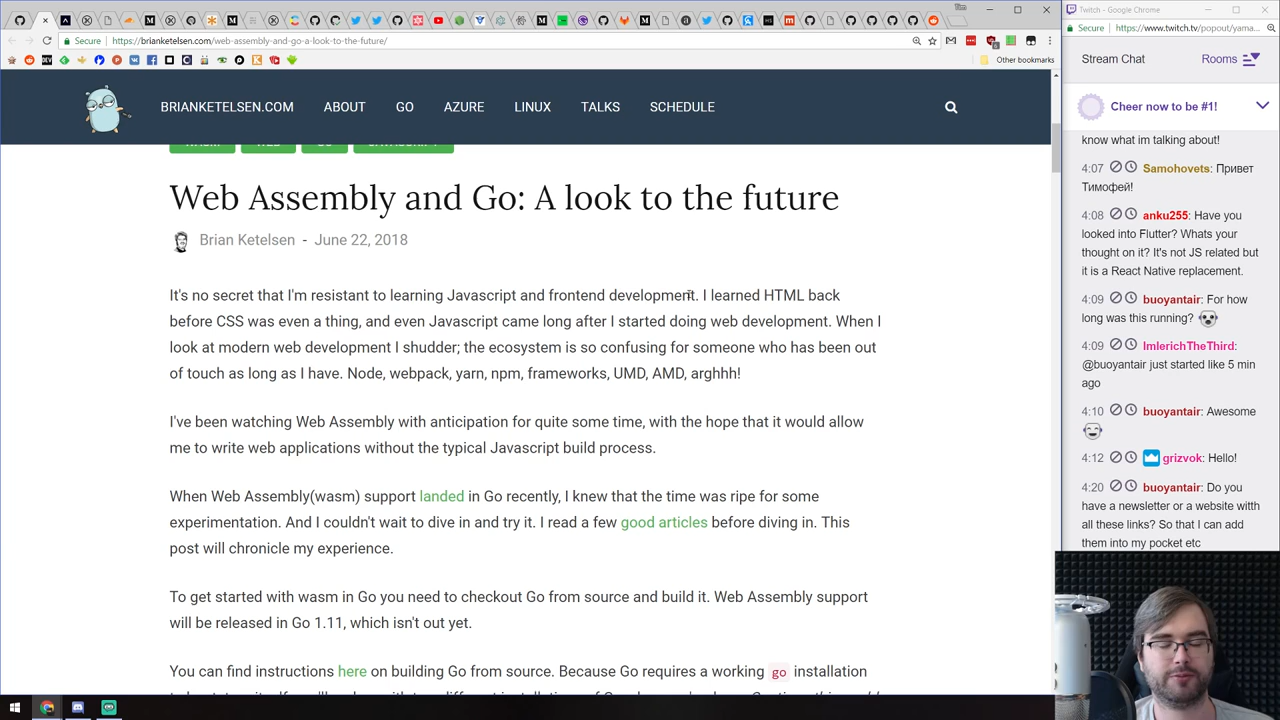 Twitch - Google Chrome
Secure
https://brianketelsen.com/web-assembly-and-go-a-look-to-the-future/
Secure
https://www.twitch.tv/popout/yama...
Other bookmarks
Stream Chat
Rooms
BRIANKETELSEN.COM
ABOUT
GO
AZURE
LINUX
TALKS
SCHEDULE
Cheer now to be #1!
Web Assembly and Go: A look to the future
Brian Ketelsen - June 22, 2018
It's no secret that I'm resistant to learning Javascript and frontend development. I learned HTML back
before CSS was even a thing, and even Javascript came long after I started doing web development. When I
look at modern web development I shudder; the ecosystem is so confusing for someone who has been out
of touch as long as I have. Node, webpack, yarn, npm, frameworks, UMD, AMD, arghhh!
I've been watching Web Assembly with anticipation for quite some time, with the hope that it would allow
me to write web applications without the typical Javascript build process.
When Web Assembly(wasm) support landed in Go recently, I knew that the time was ripe for some
experimentation. And I couldn't wait to dive in and try it. I read a few good articles before diving in. This
post will chronicle my experience.
To get started with wasm in Go you need to checkout Go from source and build it. Web Assembly support
will be released in Go 1.11, which isn't out yet.
You can find instructions here on building Go from source. Because Go requires a working go installation
know what im talking about!
4:07 Samohovets: Привет
Тимофей!
4:08 anku255: Have you
looked into Flutter? Whats your
thought on it? It's not JS related but
it is a React Native replacement.
4:09 buoyantair: For how
long was this running?
4:09 ImlerichTheThird:
@buoyantair just started like 5 min
ago
4:10 buoyantair: Awesome
4:12 grizvok: Hello!
4:20 buoyantair: Do you
have a newsletter or a website witth
all these links? So that I can add
them into my pocket etc